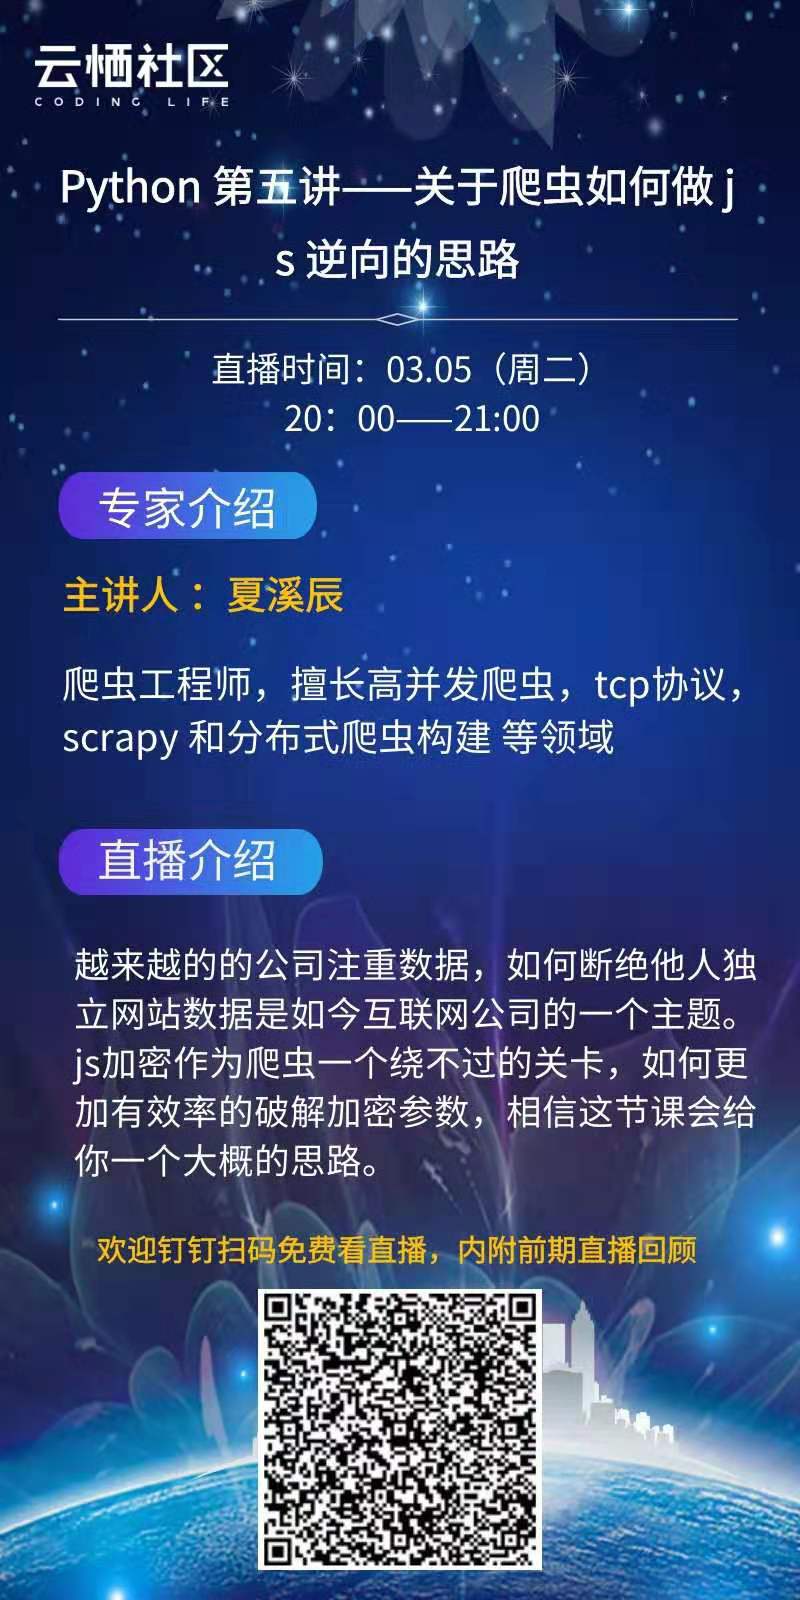 云栖社区
CODING LIFE
Python 第五讲——关于爬虫如何做 j
s 逆向的思路
直播时间：03.05（周二）
20：00——21:00
专家介绍
主讲人 ：夏溪辰
爬虫工程师，擅长高并发爬虫，tcp协议，
scrapy 和分布式爬虫构建 等领域
直播介绍
越来越的的公司注重数据，如何断绝他人独
立网站数据是如今互联网公司的一个主题。
js加密作为爬虫一个绕不过的关卡，如何更
加有效率的破解加密参数，相信这节课会给
你一个大概的思路。
欢迎钉钉扫码免费看直播，内附前期直播回顾